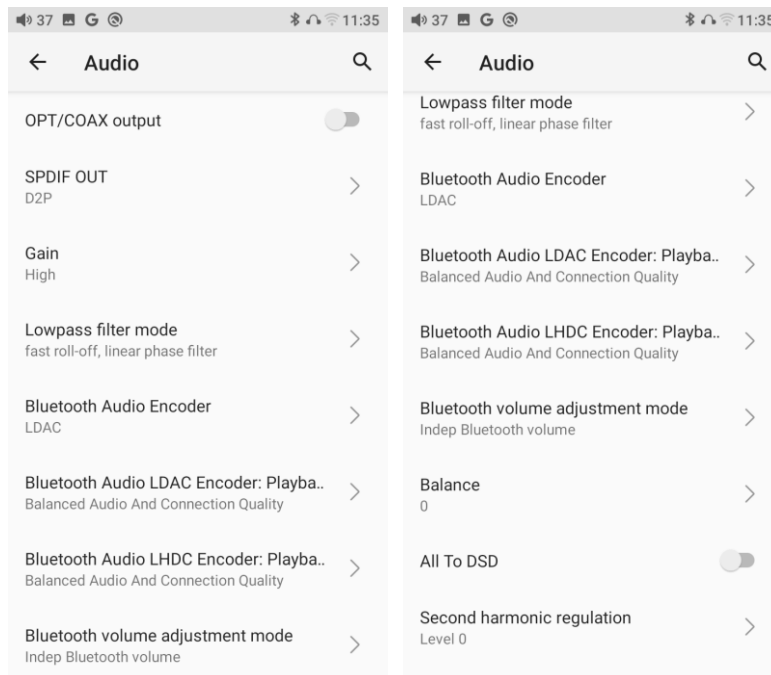 37 G 11:35
Audio
OPT/COAX output
SPDIF OUT
D2P
Gain
High
Lowpass filter mode
fast roll-off, linear phase filter
Bluetooth Audio Encoder
LDAC
Bluetooth Audio LDAC Encoder: Playba..
Balanced Audio And Connection Quality
Bluetooth Audio LHDC Encoder: Playba..
Balanced Audio And Connection Quality
Bluetooth volume adjustment mode
Indep Bluetooth volume
37 G 11:35
Audio
Lowpass filter mode
fast roll-off, linear phase filter
Bluetooth Audio Encoder
LDAC
Bluetooth Audio LDAC Encoder: Playba..
Balanced Audio And Connection Quality
Bluetooth Audio LHDC Encoder: Playba..
Balanced Audio And Connection Quality
Bluetooth volume adjustment mode
Indep Bluetooth volume
Balance
0
All To DSD
Second harmonic regulation
Level 0